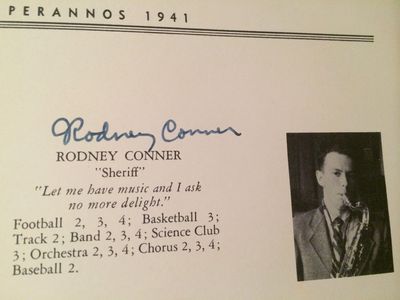 PERANNOS 1941
Rodney Conner
RODNEY CONNER
"Sheriff"
"Let me have music and I ask
no more delight."
Football 2, 3, 4; Basketball 3;
Track 2; Band 2, 3, 4; Science Club
3; Orchestra 2, 3, 4; Chorus 2, 3, 4;
Baseball 2.